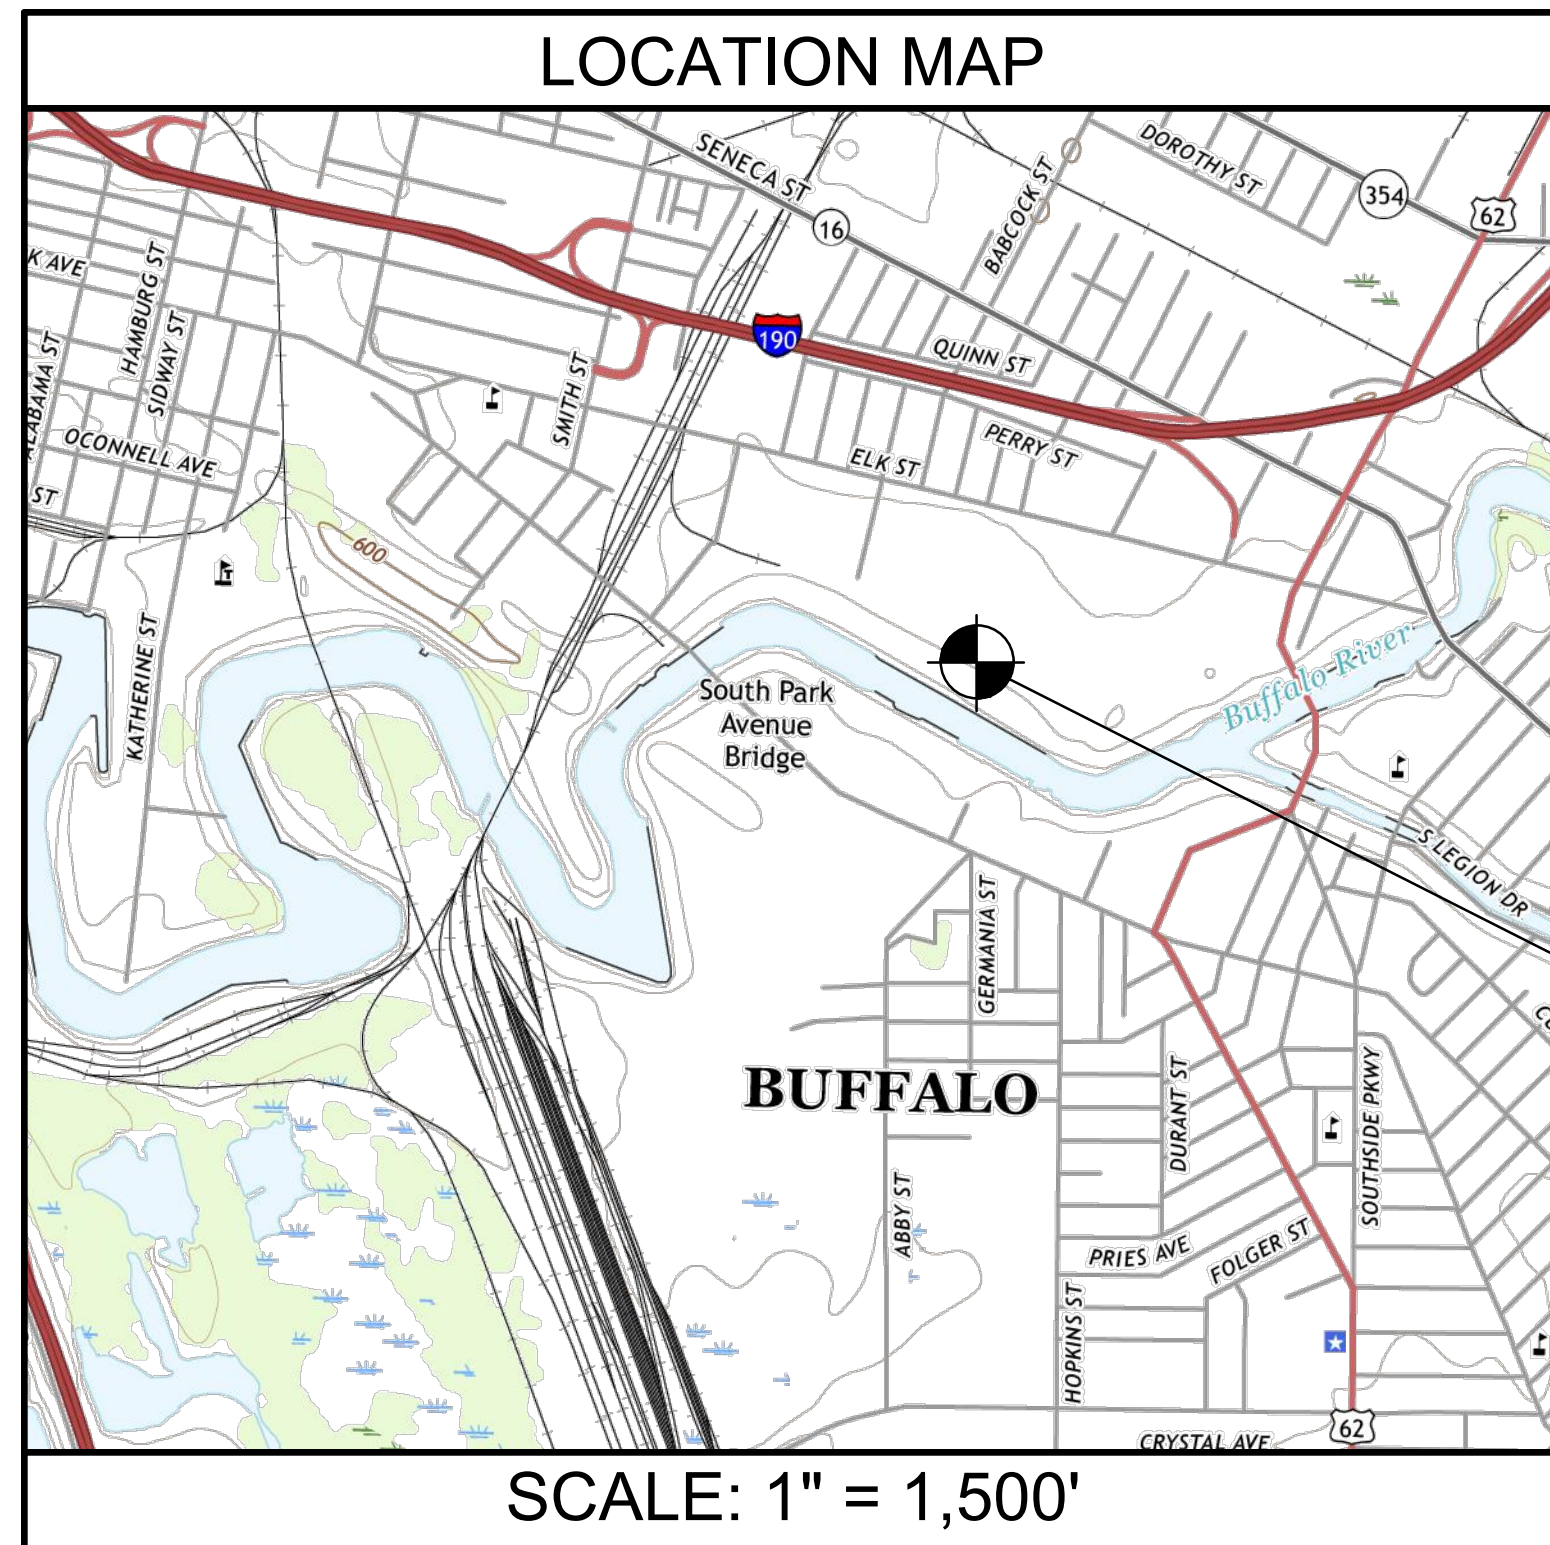 LOCATION MAP
SENECA ST
16
BABCOCK ST
DOROTHY ST
354
62
K AVE
HAMBURG ST
SIDWAY ST
ALABAMA ST
190
QUINN ST
SMITH ST
OCONNELL AVE
ST
ELK ST
PERRY ST
600
KATHERINE ST
South Park
Avenue
Bridge
Buffalo River
S LEGION DR
GERMANIA ST
BUFFALO
DURANT ST
SOUTHSIDE PKWY
ABBY ST
PRIES AVE
FOLGER ST
HOPKINS ST
62
CRYSTAL AVE
SCALE: 1" = 1,500'